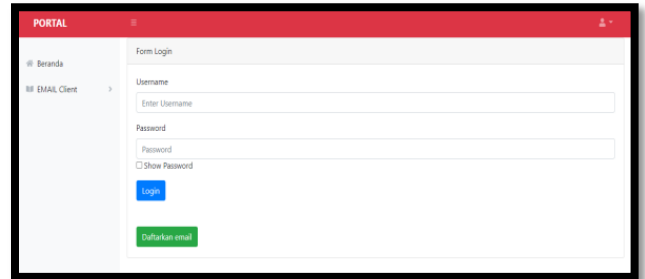 PORTAL
Form Login
Beranda
EMAIL Client
Username
Enter Username
Password
Password
Show Password
Login
Daftarkan email